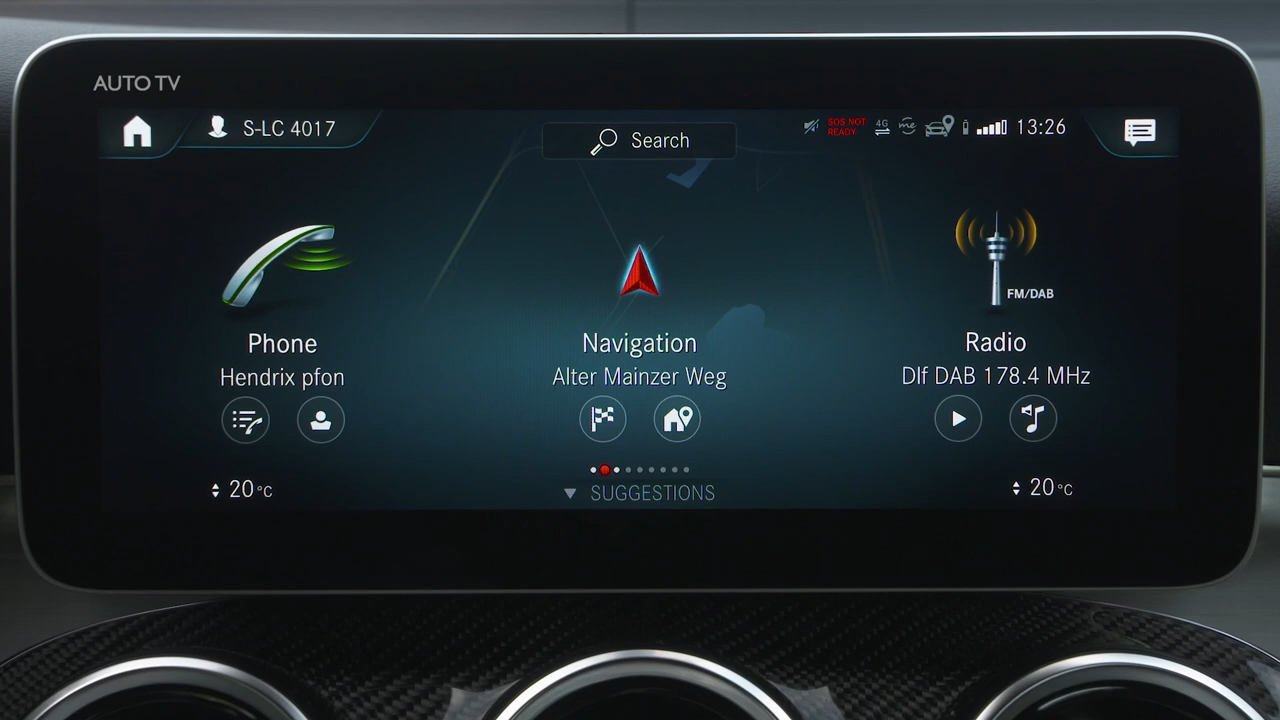 AUTO TV
S-LC 4017
Search
SOS NOT
READY
4G
13:26
FM/DAB
Phone
Hendrix pfon
Navigation
Alter Mainzer Weg
Radio
Dlf DAB 178.4 MHz
20°C
SUGGESTIONS
20°C